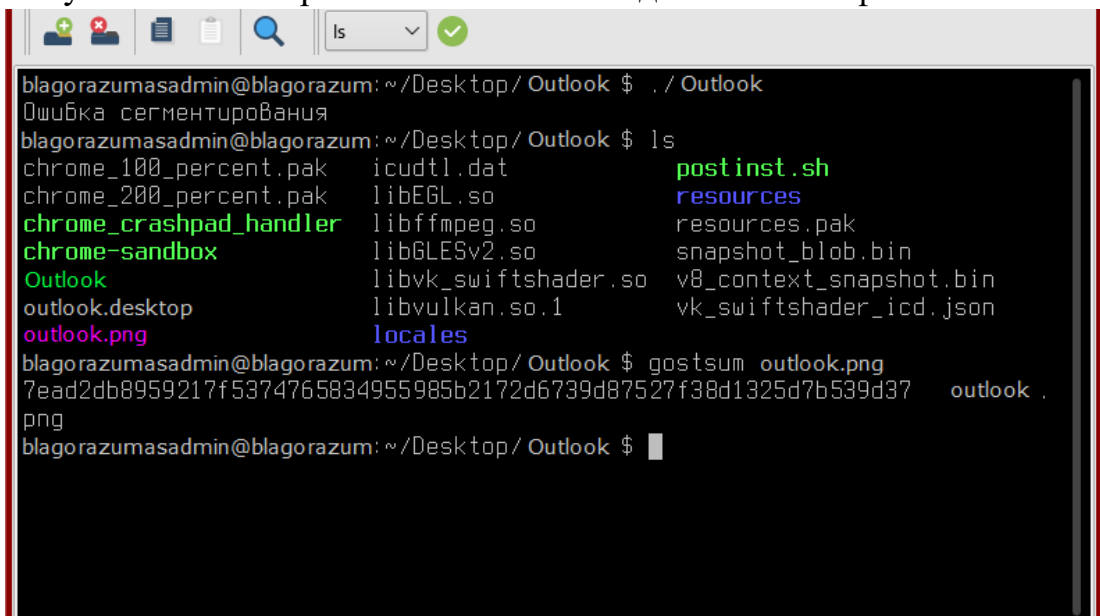 ls
blagorazumasadmin@blagorazum:~/Desktop/ Outlook $ ./ Outlook
Ошибка сегментирования
blagorazumasadmin@blagorazum:~/Desktop/ Outlook $ ls
chrome_100_percent.pak icudtl.dat postinst.sh
chrome_200_percent.pak libEGL.so resources
chrome_crashpad_handler libffmpeg.so resources.pak
chrome-sandbox libGLESv2.so snapshot_blob.bin
Outlook libvk_swiftshader.so v8_context_snapshot.bin
outlook.desktop libvulkan.so.1 vk_swiftshader_icd.json
outlook.png locales
blagorazumasadmin@blagorazum:~/Desktop/ Outlook $ gostsum outlook.png
7ead2db8959217f5374765834955985b2172d6739d87527f38d1325d7b539d37 outlook .
png
blagorazumasadmin@blagorazum:~/Desktop/ Outlook $